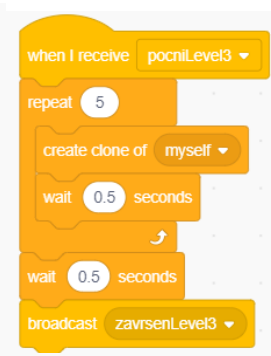 when I receive pocniLevel3
repeat 5
create clone of myself
wait 0.5 seconds
wait 0.5 seconds
broadcast zavrsenLevel3